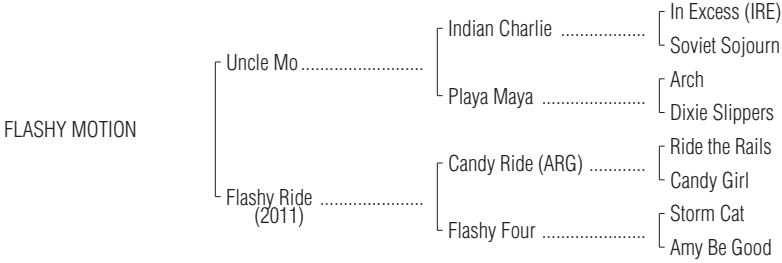 In Excess (IRE)
Indian Charlie ....................
Soviet Sojourn
Uncle Mo .........................
Arch
Playa Maya ......................
Dixie Slippers
FLASHY MOTION
Ride the Rails
Candy Ride (ARG) ............
Candy Girl
Flashy Ride ......................
(2011)
Storm Cat
Flashy Four ......................
Amy Be Good